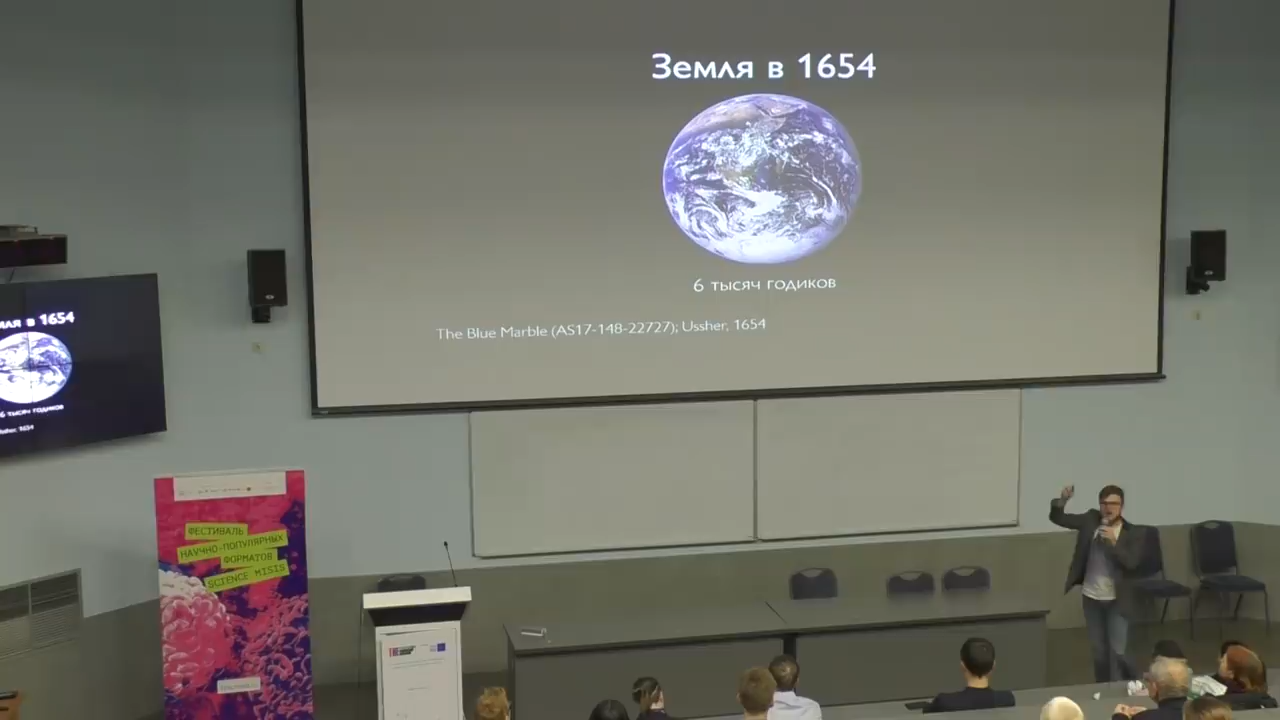 Земля в 1654
6 тысяч годиков
The Blue Marble (AS17-148-22727); Ussher, 1654
мля в 1654
6 тысяч годиков
Ussher, 1654
ФЕСТИВАЛЬ
НАУЧНО-ПОПУЛЯРНЫХ
ФОРМАТОВ
SCIENCE MISIS